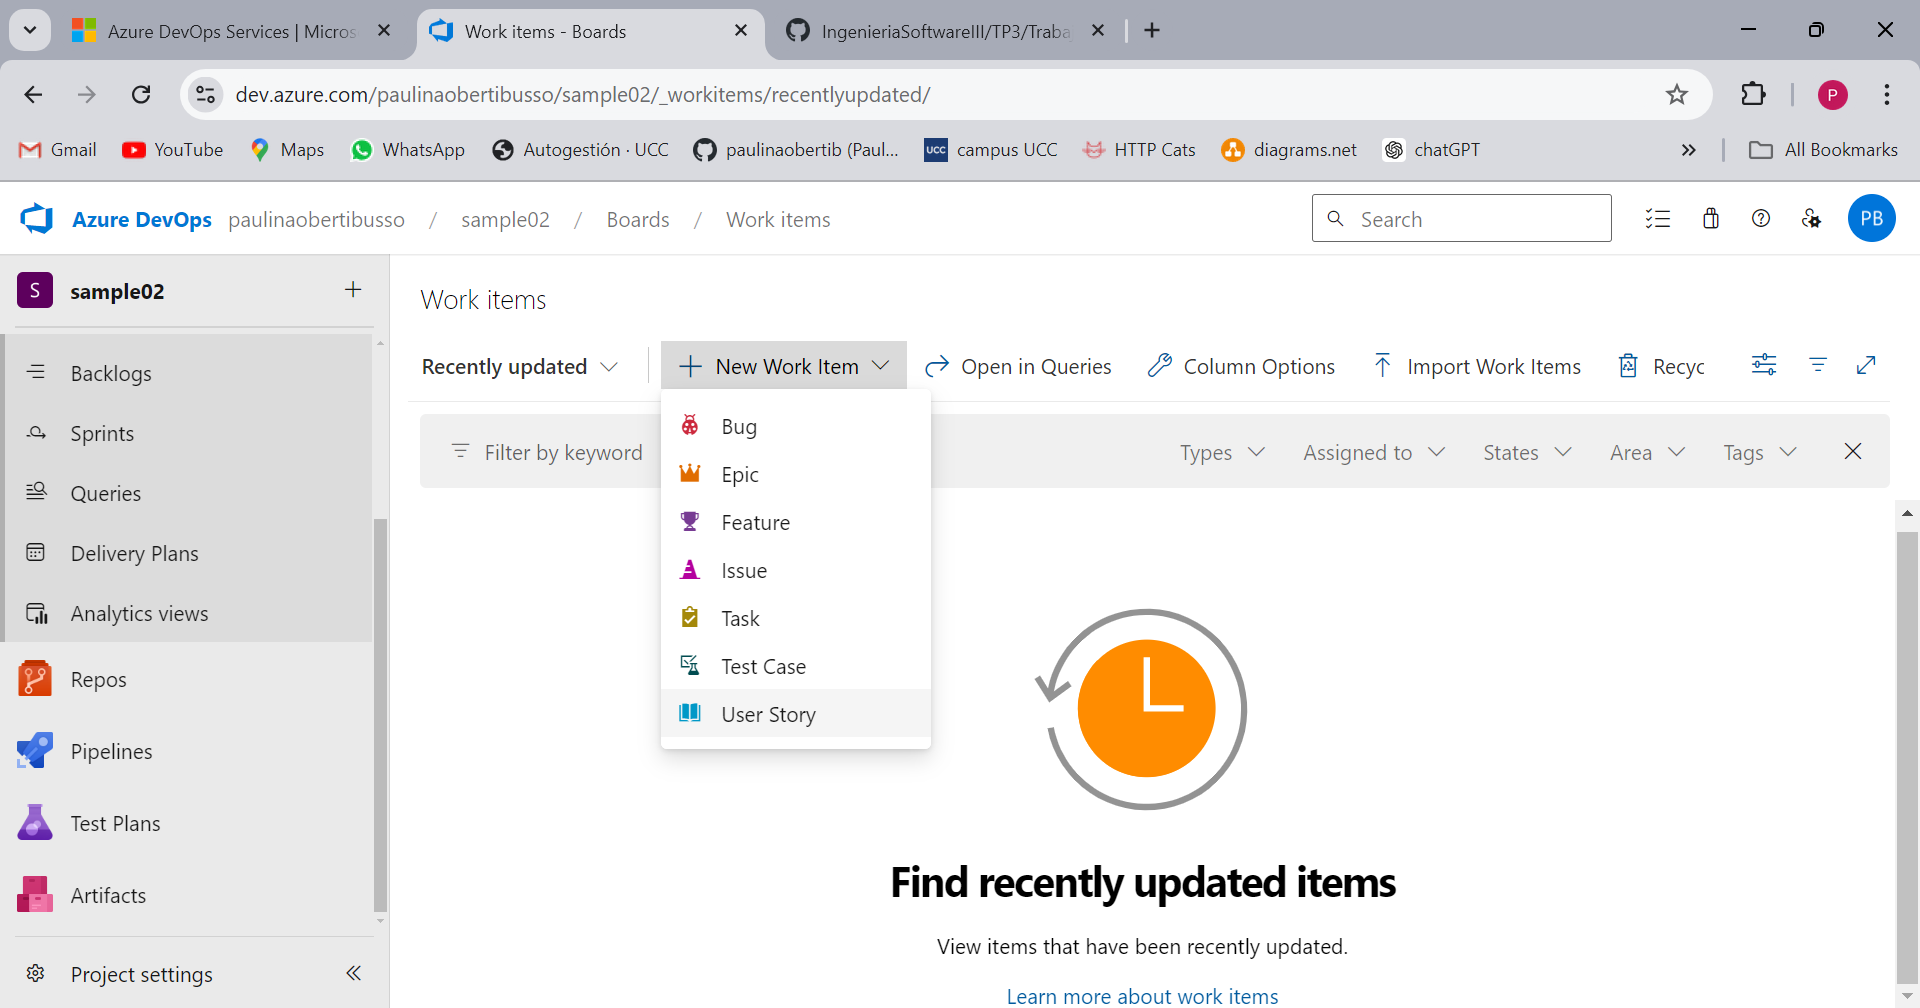 Azure DevOps Services | Micros
Work items - Boards
IngenieriaSoftwareIII/TP3/Traba
dev.azure.com/paulinaobertibusso/sample02/_workitems/recentlyupdated/
P
Gmail
YouTube
Maps
WhatsApp
Autogestión · UCC
paulinaobertib (Paul...
UCC
campus UCC
HTTP Cats
diagrams.net
chatGPT
All Bookmarks
Azure DevOps
paulinaobertibusso / sample02 / Boards / Work items
Search
PB
S
sample02
Backlogs
Sprints
Queries
Delivery Plans
Analytics views
Repos
Pipelines
Test Plans
Artifacts
Project settings
Work items
Recently updated
New Work Item
Open in Queries
Column Options
Import Work Items
Recyc
Filter by keyword
Types
Assigned to
States
Area
Tags
Bug
Epic
Feature
Issue
Task
Test Case
User Story
Find recently updated items
View items that have been recently updated.
Learn more about work items